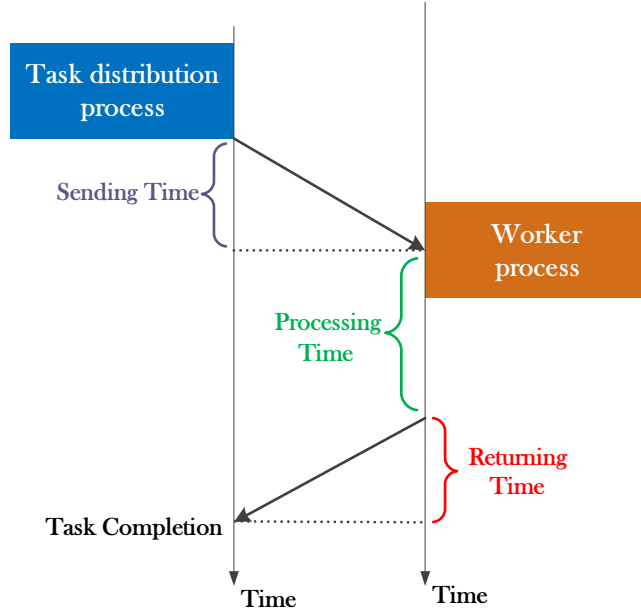 Task distribution
process
Sending Time
Worker
process
Processing
Time
Returning
Time
Task Completion
Time
Time